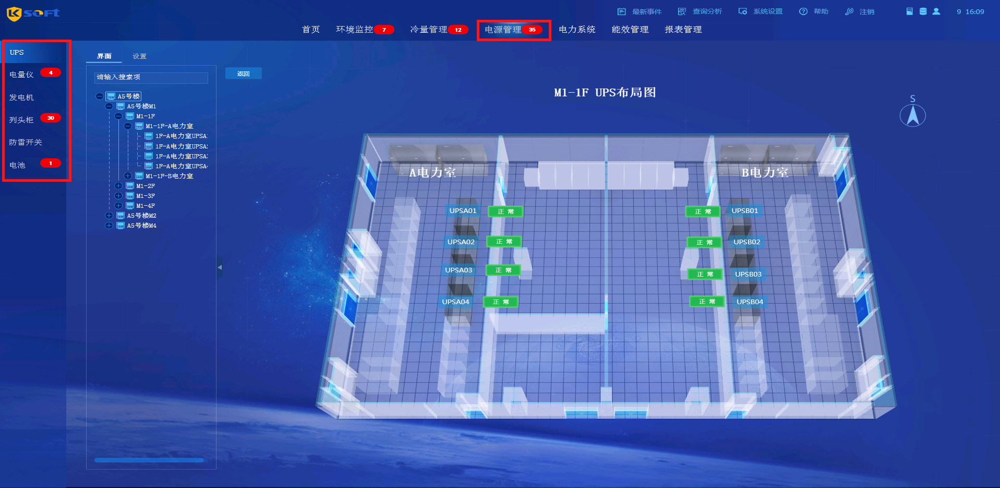 K SOFT
最新事件 查询分析 系统设置 帮助 注销 9 16:09
首页 环境监控 7 冷量管理 12 电源管理 35 电力系统 能效管理 报表管理
UPS
电量仪 4
发电机
列头柜 30
防雷开关
电池 1
界面 设置
请输入搜索项
A5号楼
A5号楼M1
M1-1F
M1-1F-A电力室
1F-A电力室UPSA
1F-A电力室UPSA
1F-A电力室UPSA
1F-A电力室UPSA
M1-1F-B电力室
M1-2F
M1-3F
M1-4F
A5号楼M2
A5号楼M4
返回
M1-1F UPS布局图
S
A电力室 B电力室
UPSA01 正常 正常 UPSB01
UPSA02 正常 正常 UPSB02
UPSA03 正常 正常 UPSB03
UPSA04 正常 正常 UPSB04